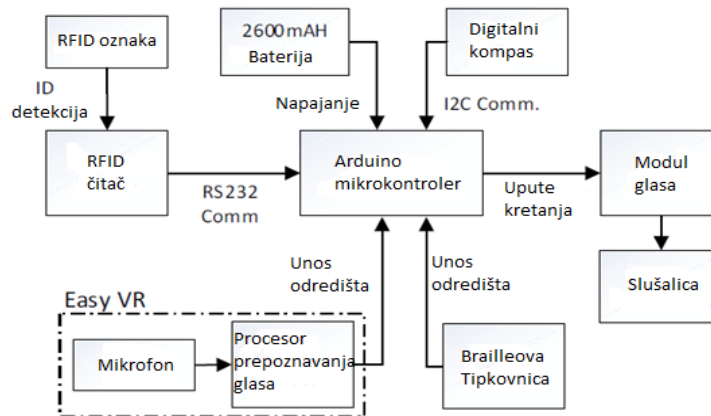 RFID oznaka
2600mAH
Baterija
Digitalni
kompas
ID
detekcija
Napajanje
I2C Comm.
RFID
čitač
Arduino
mikrokontroler
Modul
glasa
RS232
Comm
Upute
kretanja
Unos
odredišta
Unos
odredišta
Slušalica
Easy VR
Mikrofon
Procesor
prepoznavanja
glasa
Brailleova
Tipkovnica